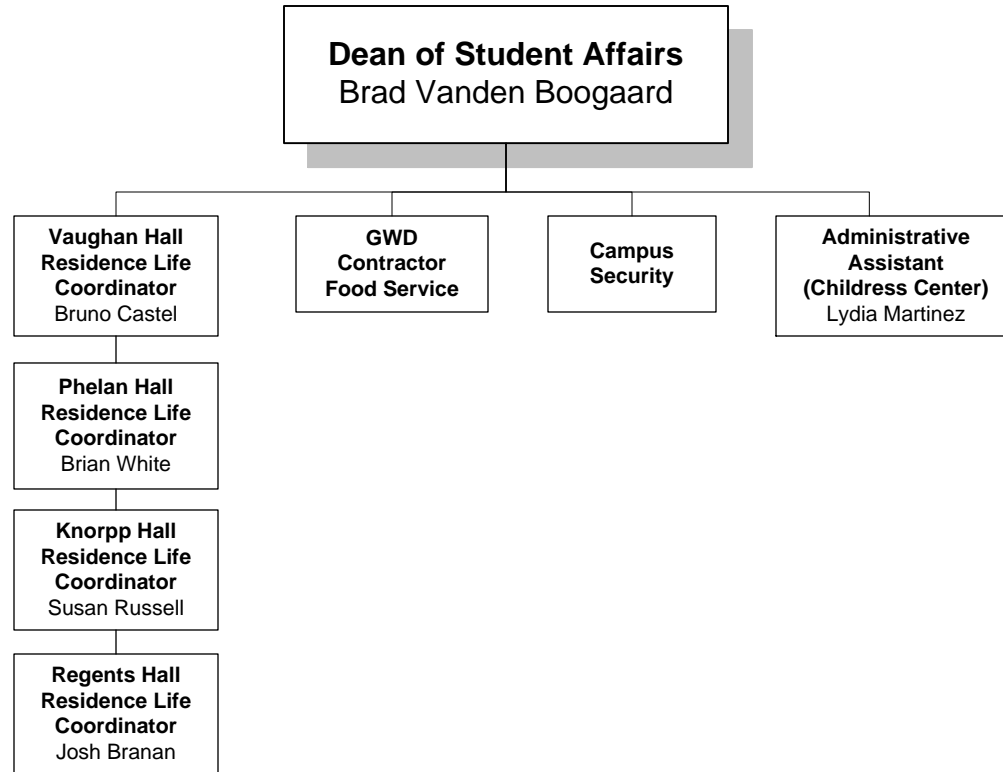 Dean of Student Affairs
Brad Vanden Boogaard
Vaughan Hall
Residence Life
Coordinator
Bruno Castel
GWD
Contractor
Food Service
Campus
Security
Administrative
Assistant
(Childress Center)
Lydia Martinez
Phelan Hall
Residence Life
Coordinator
Brian White
Knorpp Hall
Residence Life
Coordinator
Susan Russell
Regents Hall
Residence Life
Coordinator
Josh Branan